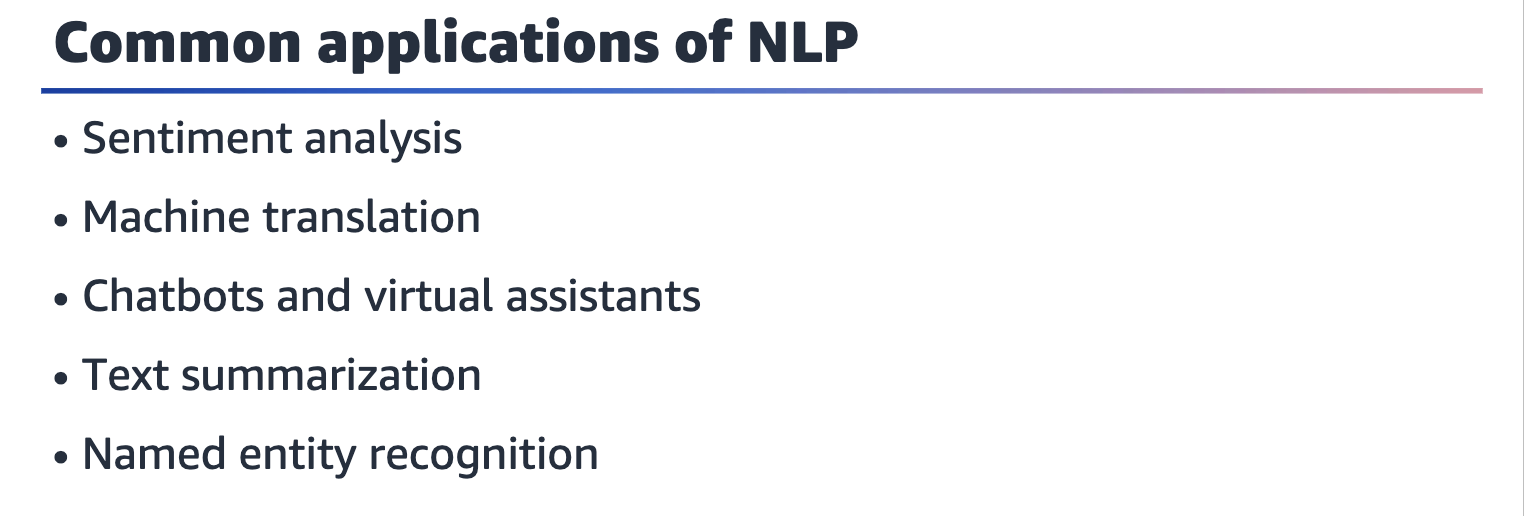 Common applications of NLP
• Sentiment analysis
• Machine translation
• Chatbots and virtual assistants
• Text summarization
• Named entity recognition